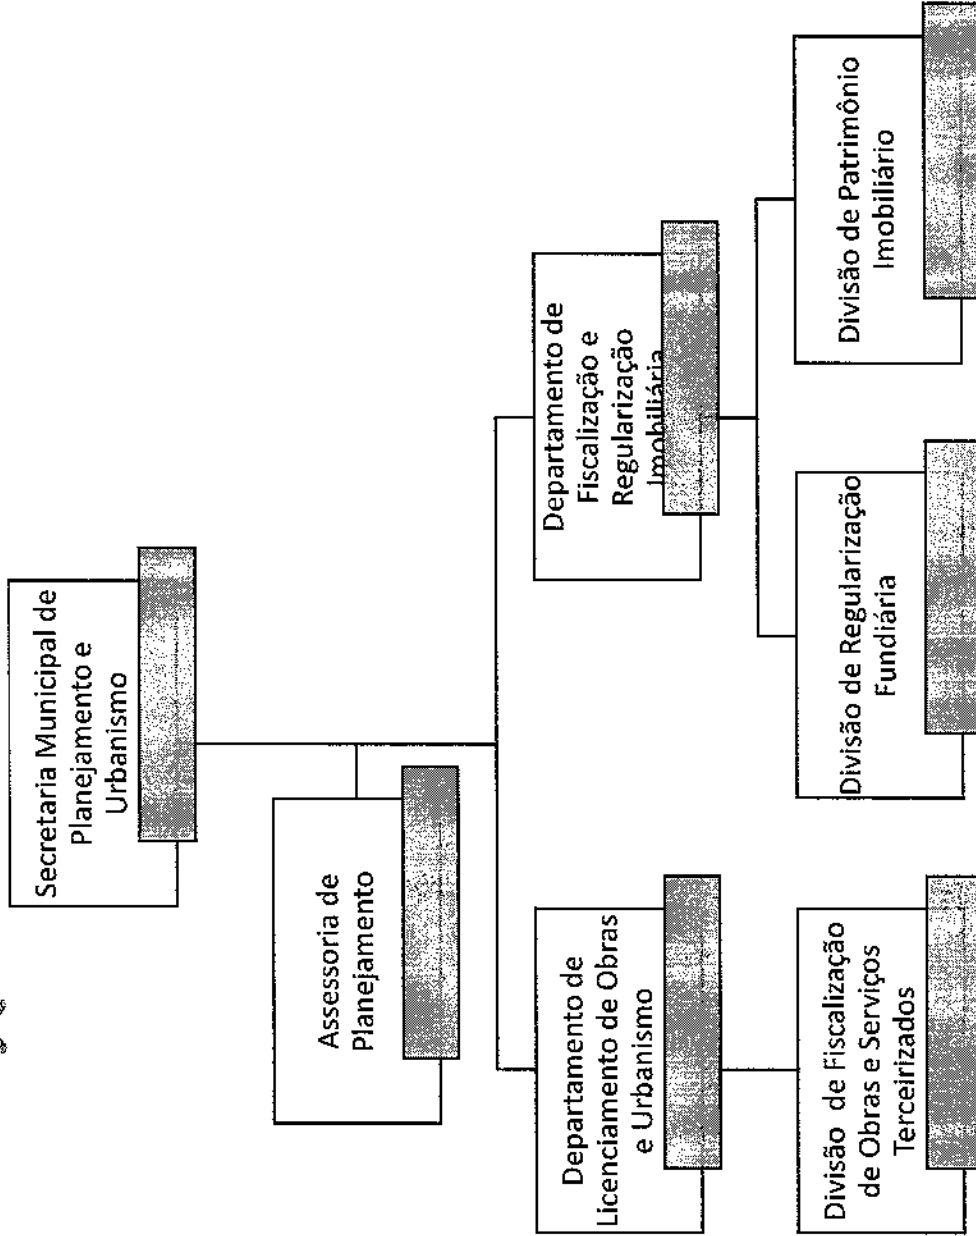 Secretaria Municipal de
Planejamento e
Urbanismo
Assessoria de
Planejamento
Departamento de
Licenciamento de Obras
e Urbanismo
Departamento de
Fiscalização e
Regularização
Imobiliária
Divisão de Fiscalização
de Obras e Serviços
Terceirizados
Divisão de Regularização
Fundiária
Divisão de Patrimônio
Imobiliário